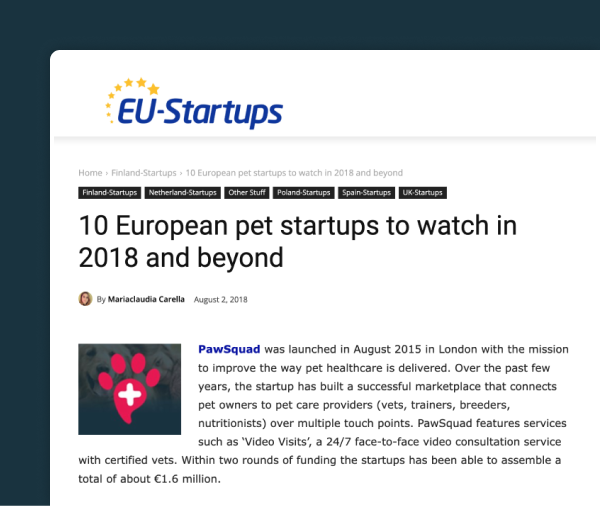 EU-Startups
Home › Finland-Startups › 10 European pet startups to watch in 2018 and beyond
Finland-Startups Netherland-Startups Other Stuff Poland-Startups Spain-Startups UK-Startups
10 European pet startups to watch in
2018 and beyond
By Mariaclaudia Carella August 2, 2018
PawSquad was launched in August 2015 in London with the mission
to improve the way pet healthcare is delivered. Over the past few
years, the startup has built a successful marketplace that connects
pet owners to pet care providers (vets, trainers, breeders,
nutritionists) over multiple touch points. PawSquad features services
such as ‘Video Visits’, a 24/7 face-to-face video consultation service
with certified vets. Within two rounds of funding the startups has been able to assemble a
total of about €1.6 million.